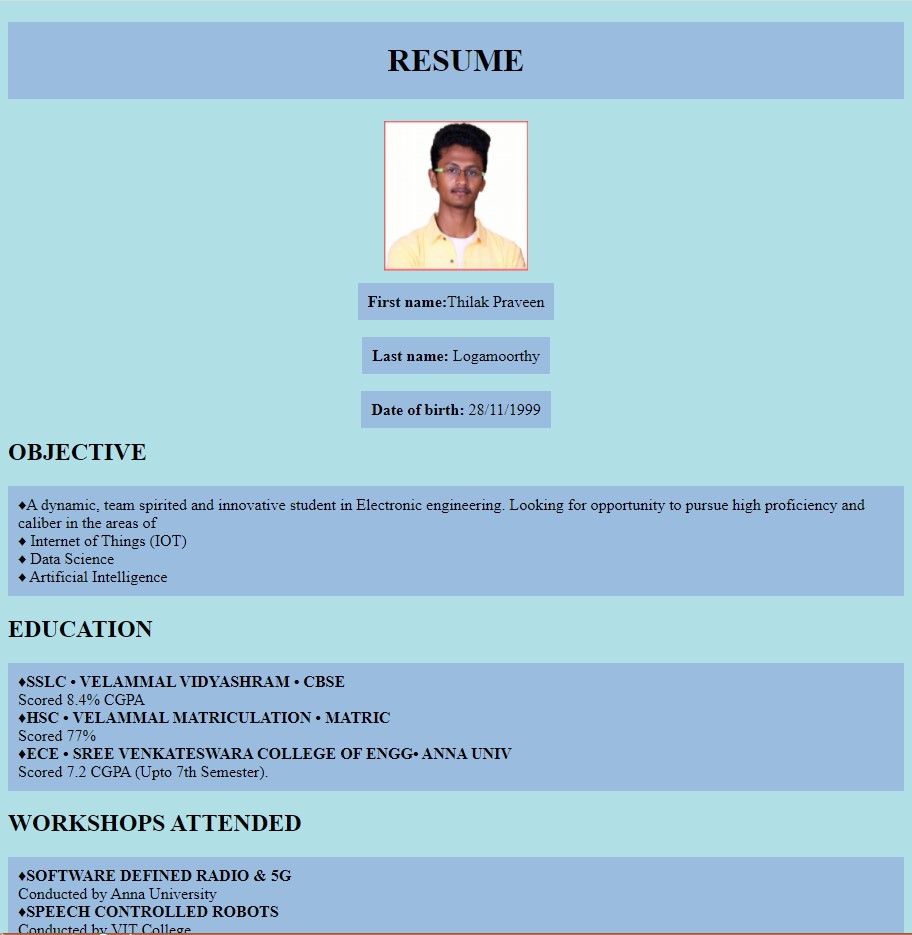 RESUME
First name:Thilak Praveen
Last name: Logamoorthy
Date of birth: 28/11/1999
OBJECTIVE
♦A dynamic, team spirited and innovative student in Electronic engineering. Looking for opportunity to pursue high proficiency and
caliber in the areas of
♦ Internet of Things (IOT)
♦ Data Science
♦ Artificial Intelligence
EDUCATION
♦SSLC • VELAMMAL VIDYASHRAM • CBSE
Scored 8.4% CGPA
♦HSC • VELAMMAL MATRICULATION • MATRIC
Scored 77%
♦ECE • SREE VENKATESWARA COLLEGE OF ENGG• ANNA UNIV
Scored 7.2 CGPA (Upto 7th Semester).
WORKSHOPS ATTENDED
♦SOFTWARE DEFINED RADIO & 5G
Conducted by Anna University
♦SPEECH CONTROLLED ROBOTS
Conducted by VIT College